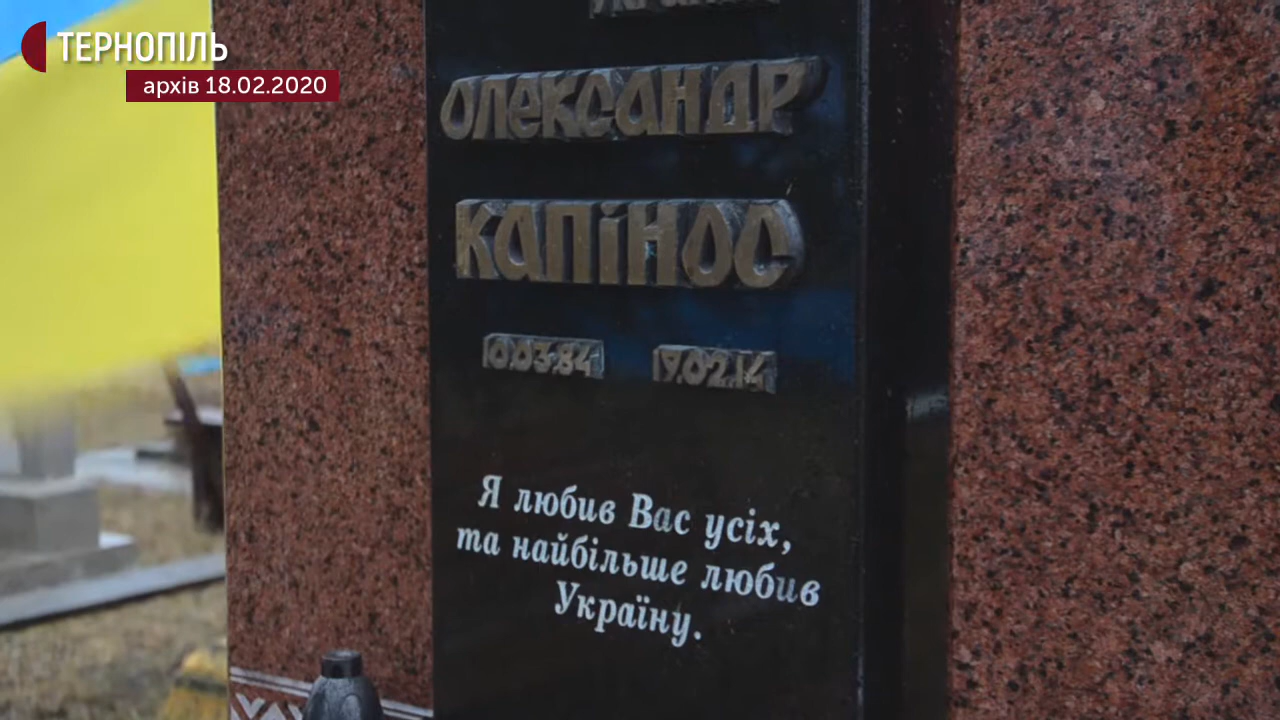 ТЕРНОПІЛЬ
архів 18.02.2020
ОЛЕКСАНДР
КАПІНОС
10.03.84 19.02.14
Я любив Вас усіх,
та найбільше любив
Україну.